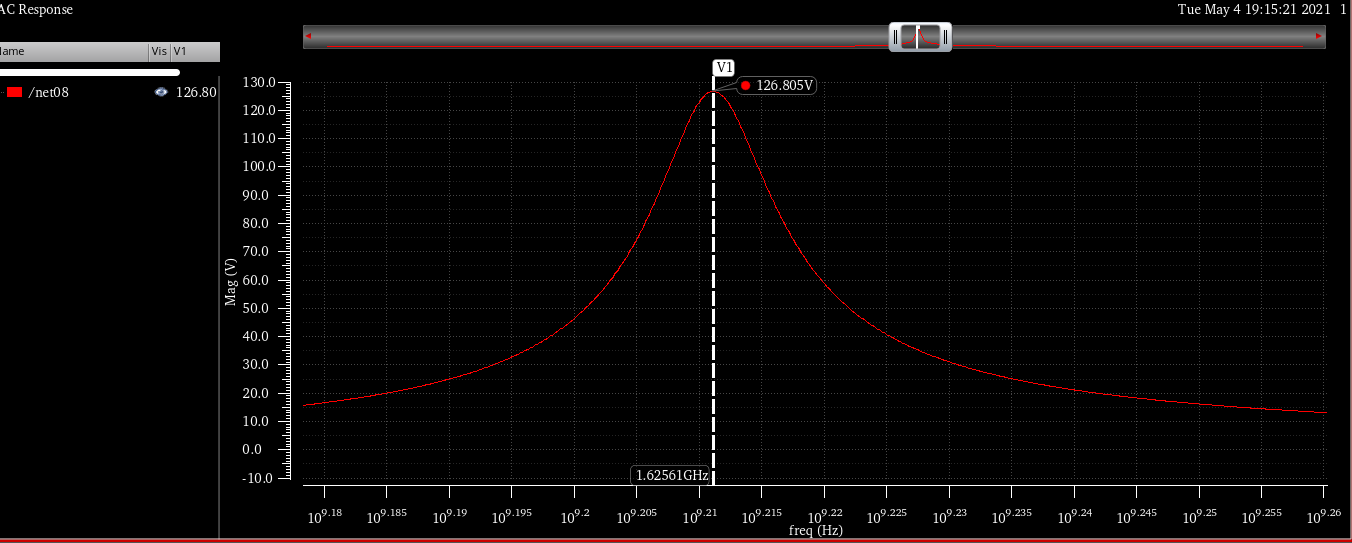 AC Response
Tue May 4 19:15:21 2021 1
Name Vis V1
/net08 126.80
V1
126.805V
130.0
120.0
110.0
100.0
90.0
80.0
70.0
60.0
50.0
40.0
30.0
20.0
10.0
0.0
-10.0
Mag (V)
1.62561GHz
10^9.18 10^9.185 10^9.19 10^9.195 10^9.2 10^9.205 10^9.21 10^9.215 10^9.22 10^9.225 10^9.23 10^9.235 10^9.24 10^9.245 10^9.25 10^9.255 10^9.26
freq (Hz)